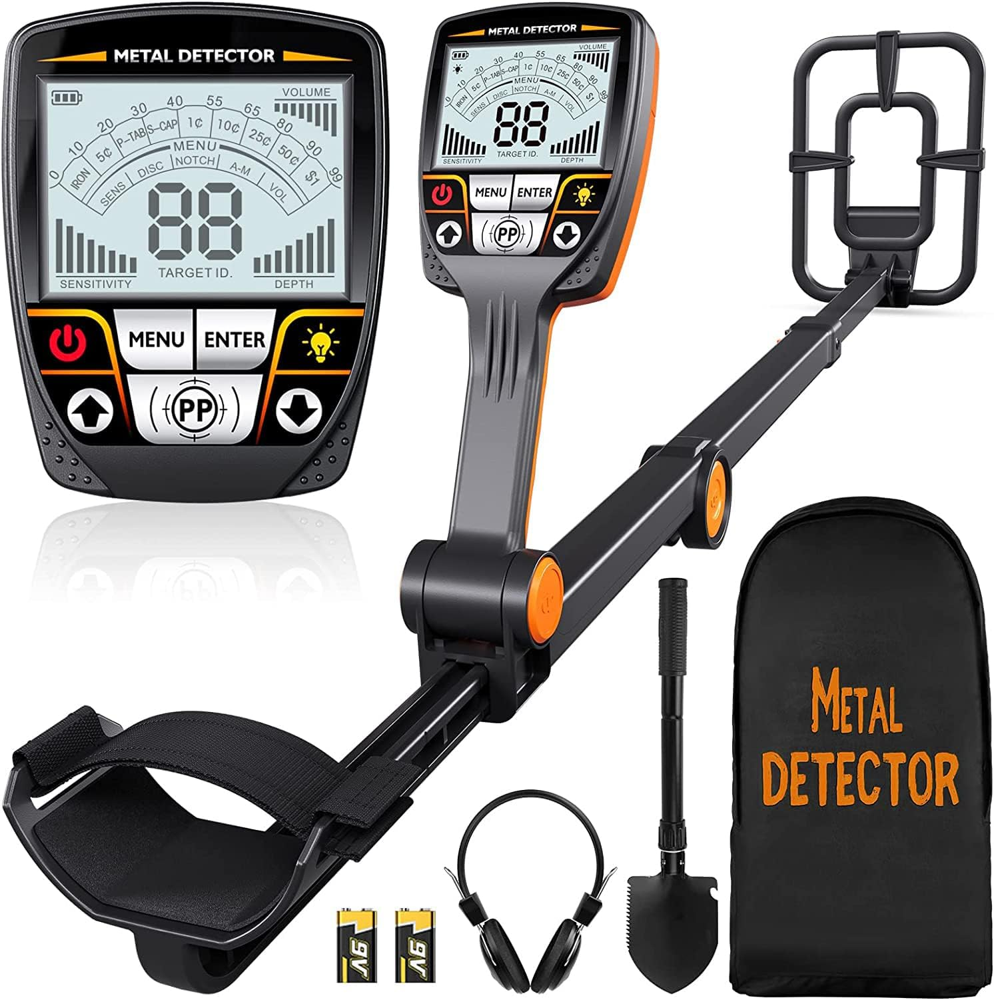 METAL DETECTOR
VOLUME
0 10 20 30 40 55 65 80 90 99
IRON 5¢ P-TAB S-CAP 1¢ 10¢ 25¢ 50¢ $1
MENU
SENS DISC NOTCH A-M VOL
88
TARGET ID.
SENSITIVITY
DEPTH
MENU ENTER
PP
METAL DETECTOR
VOLUME
0 10 20 30 40 55 65 80 90 99
IRON 5¢ P-TAB S-CAP 1¢ 10¢ 25¢ 50¢ $1
MENU
SENS DISC NOTCH A-M VOL
88
TARGET ID.
SENSITIVITY
DEPTH
MENU ENTER
PP
METAL
DETECTOR
9V
9V